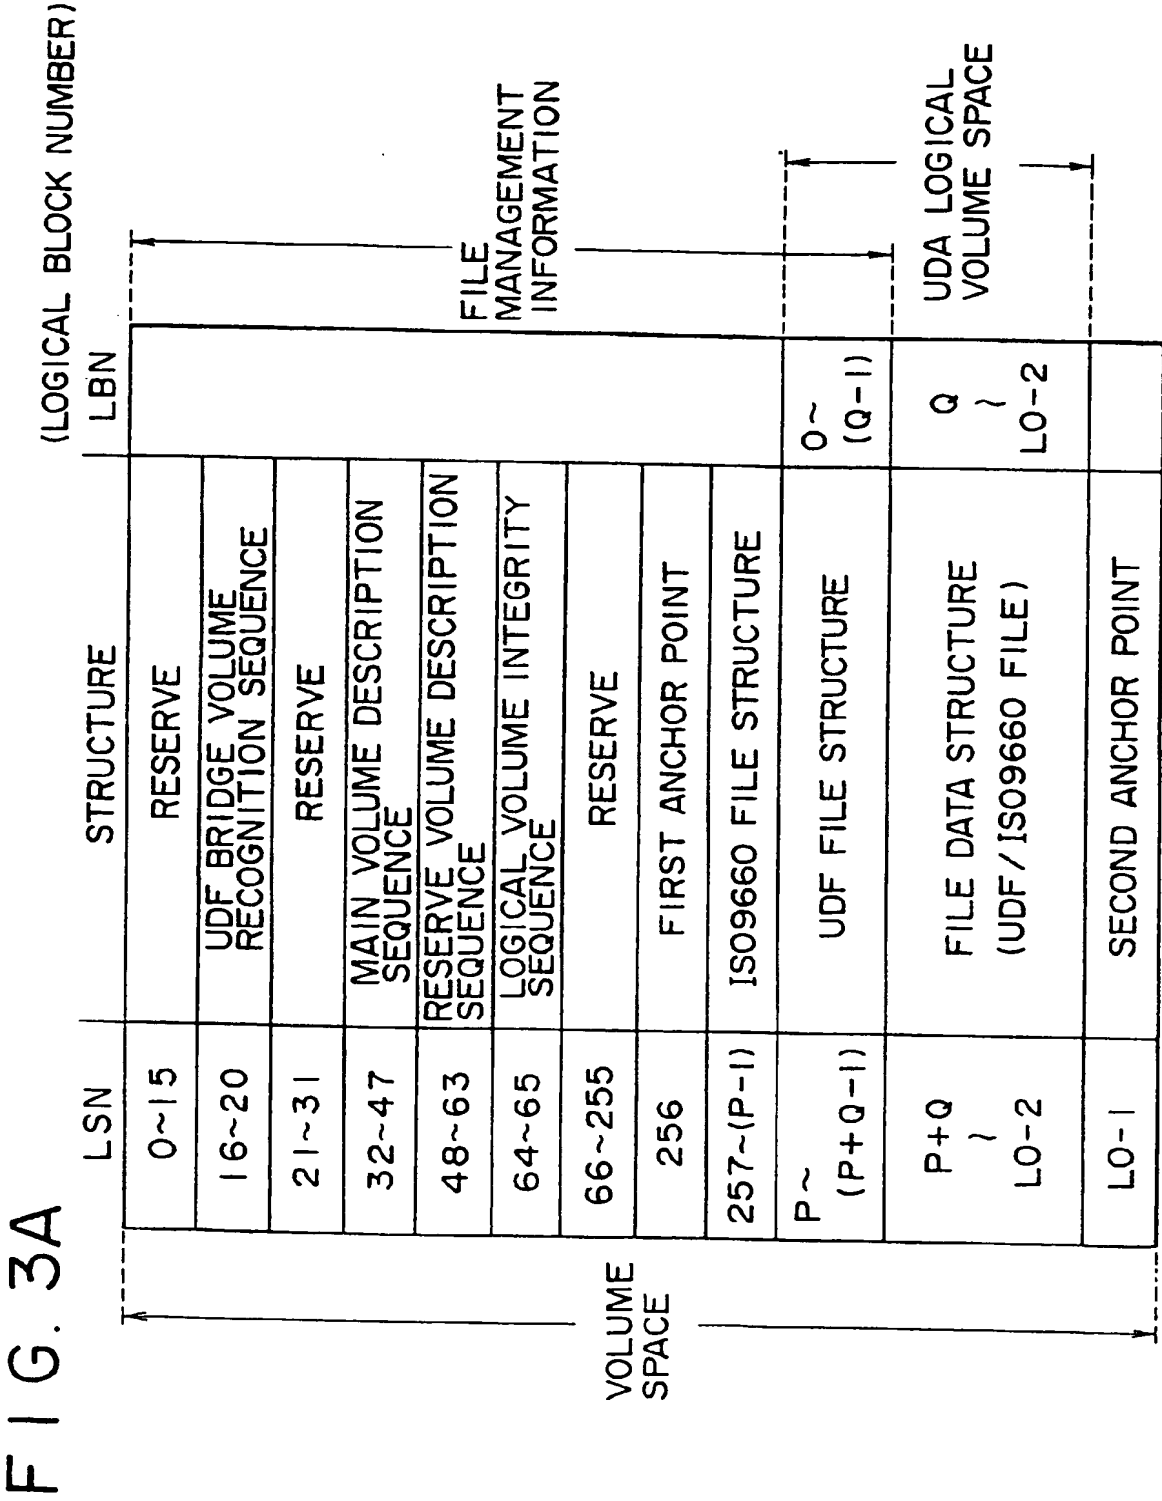 FIG. 3A
(LOGICAL BLOCK NUMBER)
LSN STRUCTURE LBN
0~15 RESERVE
16~20 UDF BRIDGE VOLUME
RECOGNITION SEQUENCE
21~31 RESERVE
32~47 MAIN VOLUME DESCRIPTION
SEQUENCE
48~63 RESERVE VOLUME DESCRIPTION
SEQUENCE
64~65 LOGICAL VOLUME INTEGRITY
SEQUENCE
66~255 RESERVE
256 FIRST ANCHOR POINT
257~(P-1) ISO9660 FILE STRUCTURE
P~
(P+Q-1)
UDF FILE STRUCTURE
0~
(Q-1)
P+Q
~
LO-2
FILE DATA STRUCTURE
(UDF/ISO9660 FILE)
Q
~
LO-2
LO-1 SECOND ANCHOR POINT
VOLUME
SPACE
FILE
MANAGEMENT
INFORMATION
UDA LOGICAL
VOLUME SPACE